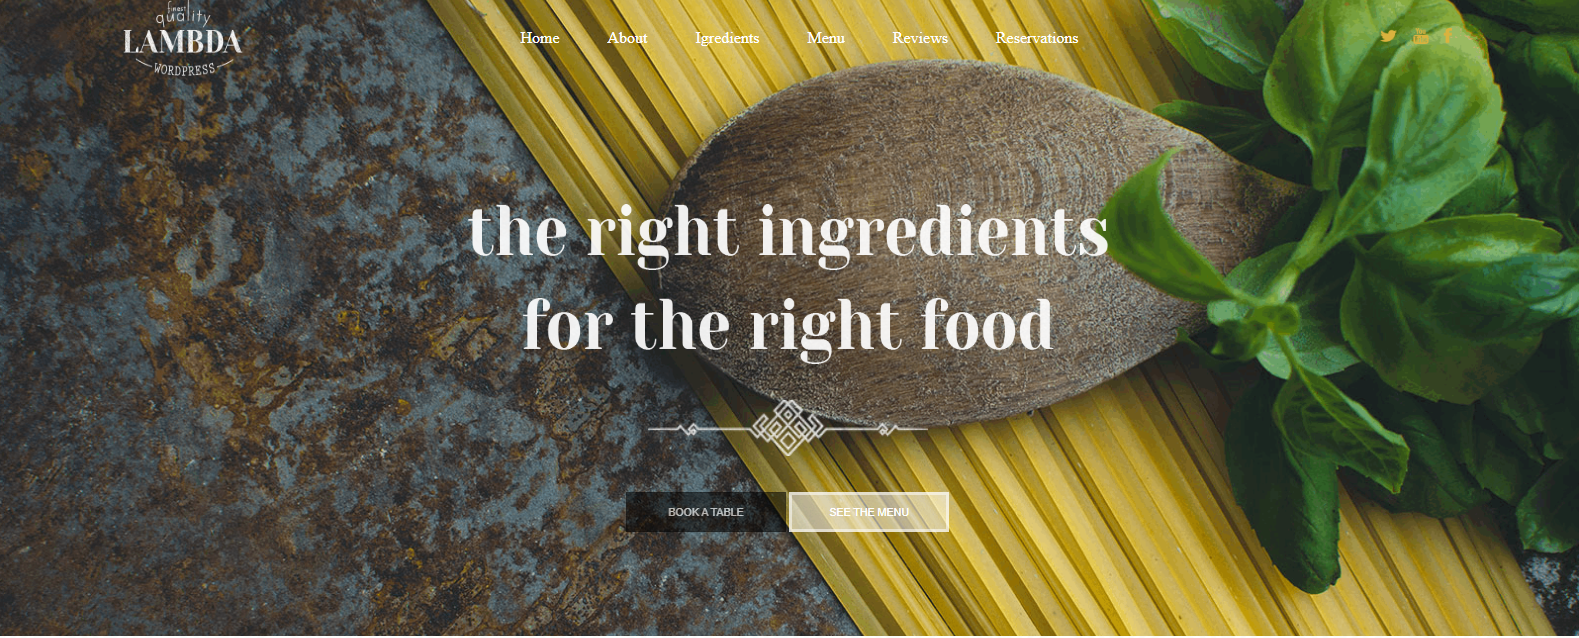 finest
quality
LAMBDA
WORDPRESS
Home About Igredients Menu Reviews Reservations
the right ingredients
for the right food
BOOK A TABLE SEE THE MENU